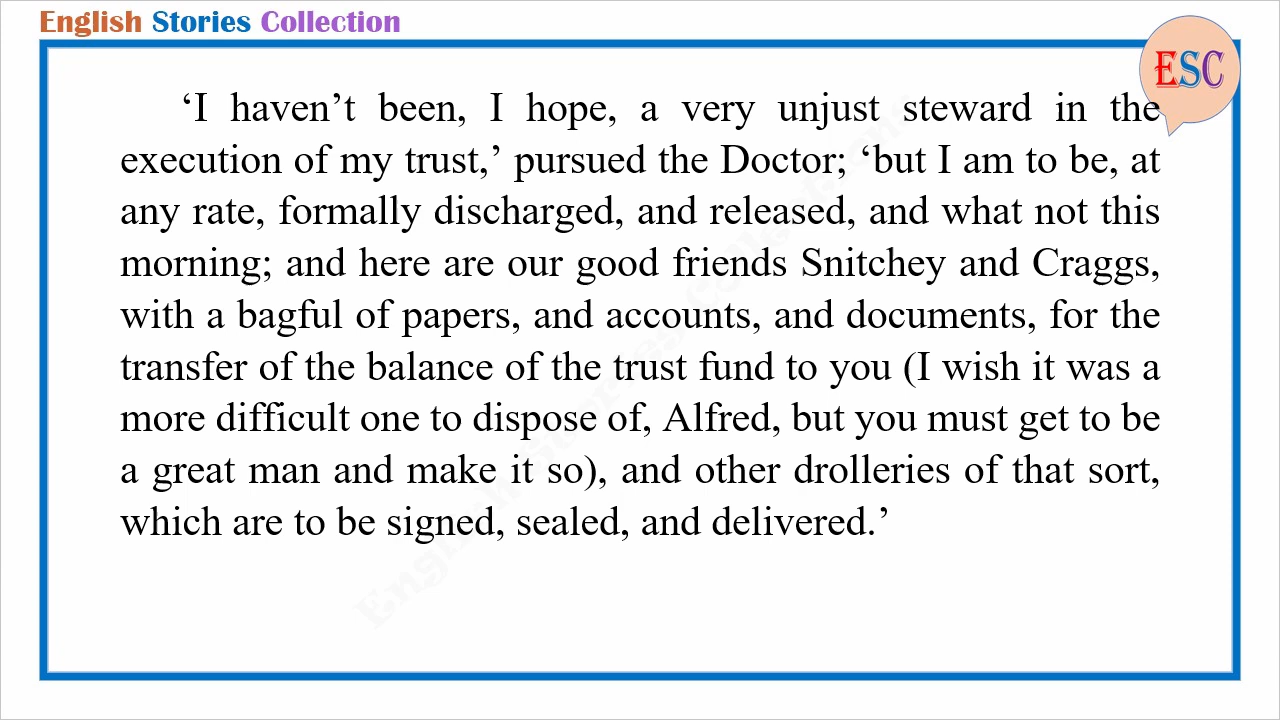 English Stories Collection
ESC
‘I haven’t been, I hope, a very unjust steward in the
execution of my trust,’ pursued the Doctor; ‘but I am to be, at
any rate, formally discharged, and released, and what not this
morning; and here are our good friends Snitchey and Craggs,
with a bagful of papers, and accounts, and documents, for the
transfer of the balance of the trust fund to you (I wish it was a
more difficult one to dispose of, Alfred, but you must get to be
a great man and make it so), and other drolleries of that sort,
which are to be signed, sealed, and delivered.’
English Stories Collections